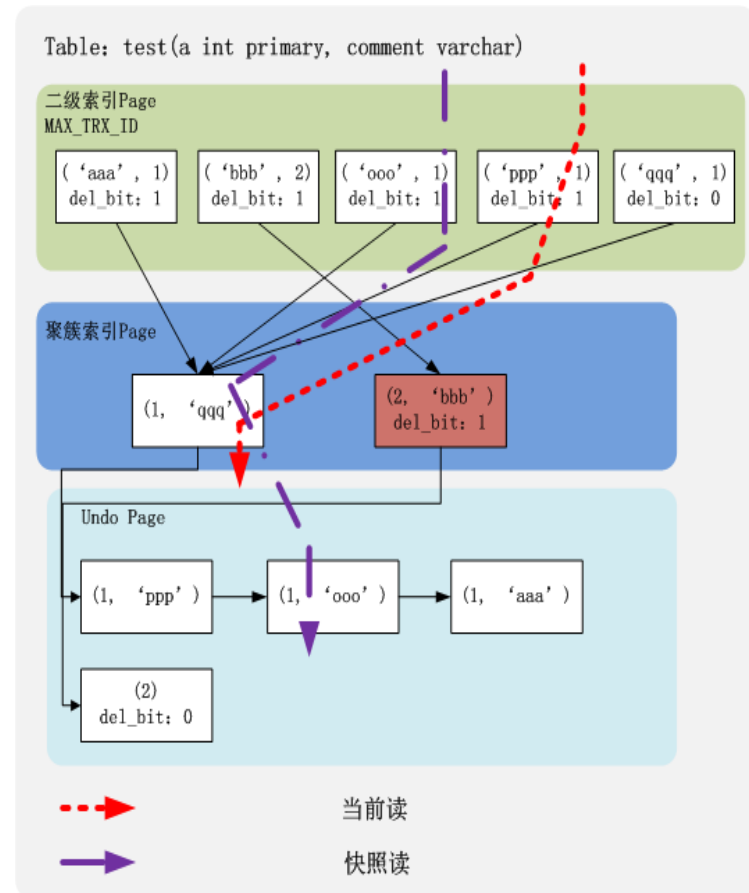 Table: test(a int primary, comment varchar)
二级索引Page
MAX_TRX_ID
(‘aaa’, 1)
del_bit: 1
(‘bbb’, 2)
del_bit: 1
(‘ooo’, 1)
del_bit: 1
(‘ppp’, 1)
del_bit: 1
(‘qqq’, 1)
del_bit: 0
聚簇索引Page
(1, ‘qqq’)
(2, ‘bbb’)
del_bit: 1
Undo Page
(1, ‘ppp’)
(1, ‘ooo’)
(1, ‘aaa’)
(2)
del_bit: 0
当前读
快照读